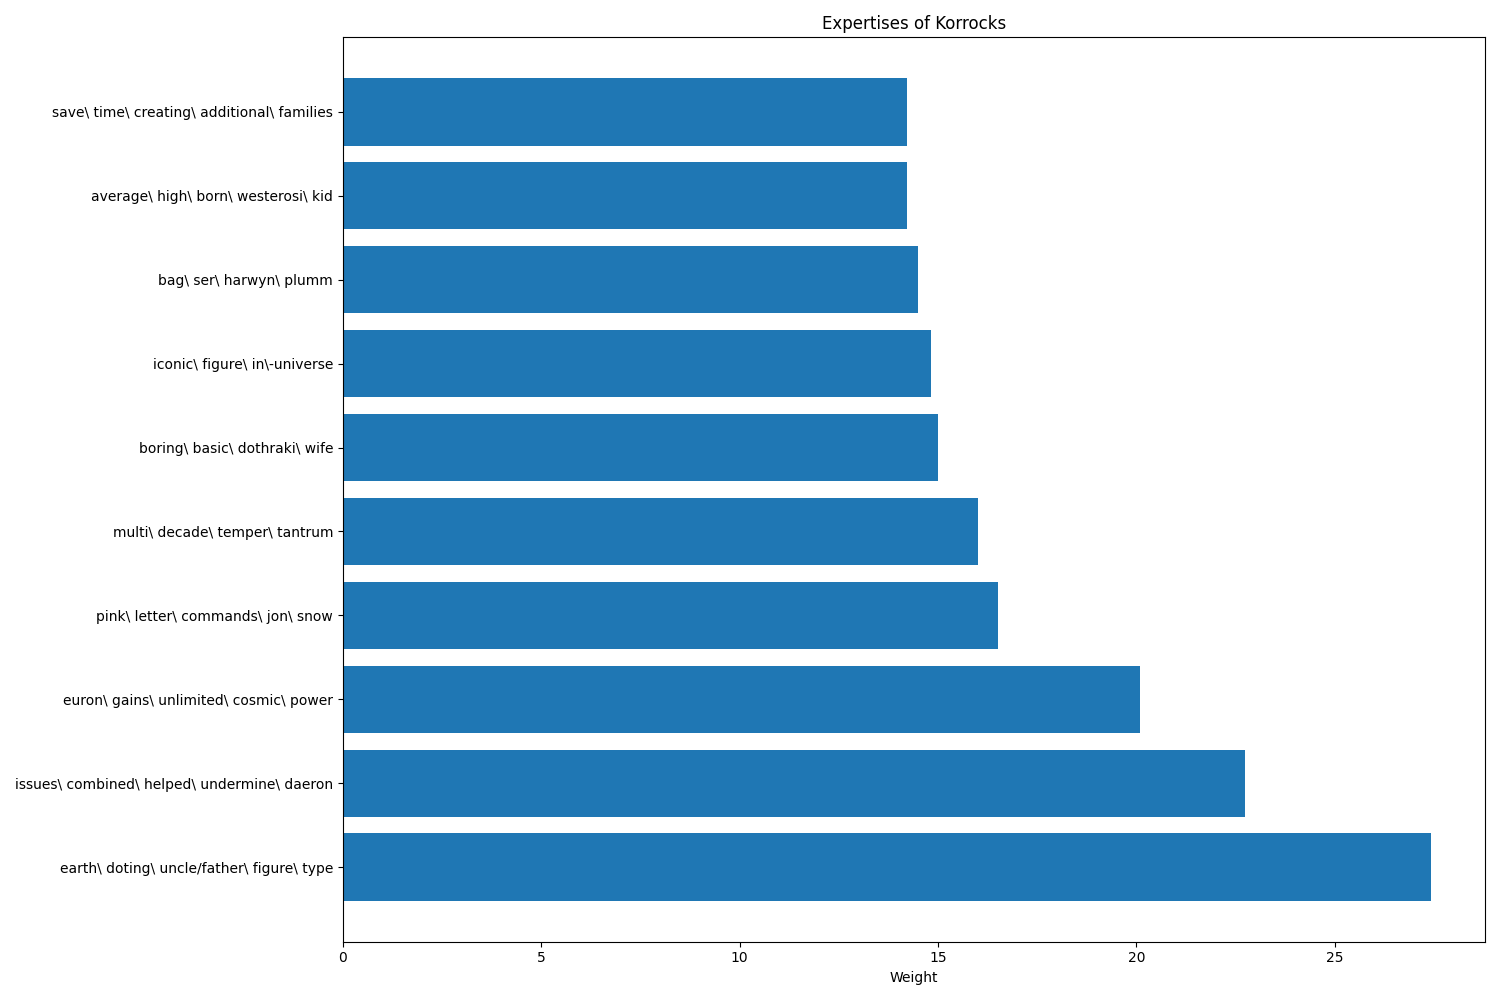 Expertises of Korrocks
save\ time\ creating\ additional\ families
average\ high\ born\ westerosi\ kid
bag\ ser\ harwyn\ plumm
iconic\ figure\ in\-universe
boring\ basic\ dothraki\ wife
multi\ decade\ temper\ tantrum
pink\ letter\ commands\ jon\ snow
euron\ gains\ unlimited\ cosmic\ power
issues\ combined\ helped\ undermine\ daeron
earth\ doting\ uncle/father\ figure\ type
0 5 10 15 20 25
Weight